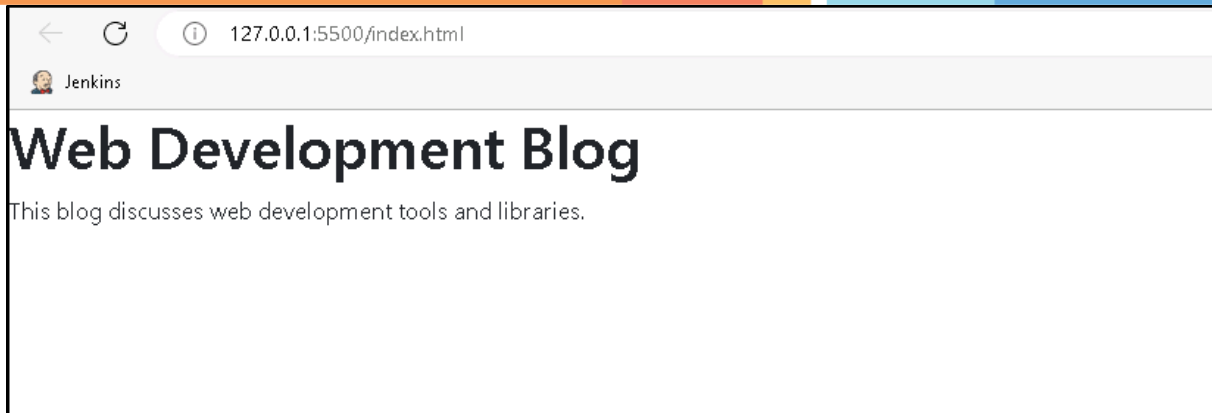 127.0.0.1:5500/index.html
Jenkins
Web Development Blog
This blog discusses web development tools and libraries.